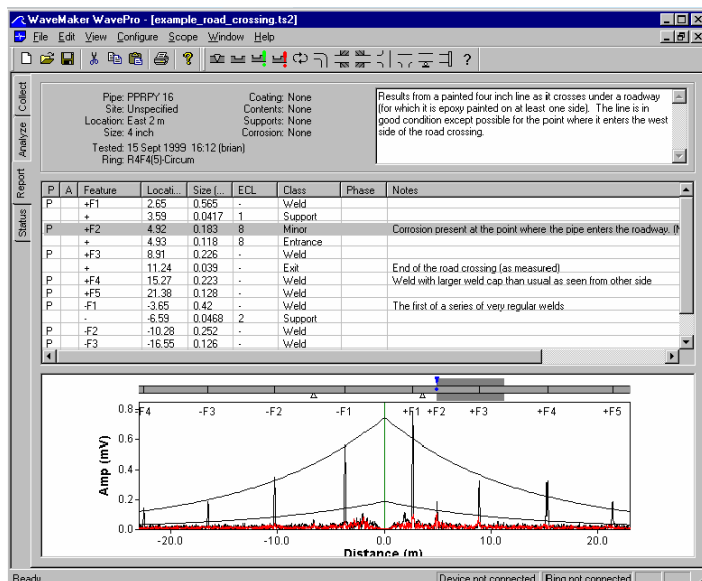 WaveMaker WavePro - [example_road_crossing.ts2]
File Edit View Configure Scope Window Help
Collect
Analyze
Report
Status
Pipe: PPRPY 16
Site: Unspecified
Location: East 2 m
Size: 4 inch
Coating: None
Contents: None
Supports: None
Corrosion: None
Tested: 15 Sept 1999 16:12 (brian)
Ring: R4F4(5)-Circum
Results from a painted four inch line as it crosses under a roadway
(for which it is epoxy painted on at least one side). The line is in
good condition except possible for the point where it enters the west
side of the road crossing.
P A Feature Locati... Size (... ECL Class Phase Notes
P +F1 2.65 0.565 - Weld
+ 3.59 0.0417 1 Support
P +F2 4.92 0.183 8 Minor Corrosion present at the point where the pipe enters the roadway. (
+ 4.93 0.118 8 Entrance
P +F3 8.91 0.226 - Weld
+ 11.24 0.039 - Exit End of the road crossing (as measured)
P +F4 15.27 0.223 - Weld Weld with larger weld cap than usual as seen from other side
P +F5 21.38 0.128 - Weld
P -F1 -3.65 0.42 - Weld The first of a series of very regular welds
- -6.59 0.0468 2 Support
P -F2 -10.28 0.252 - Weld
P -F3 -16.55 0.126 - Weld
-F4 -F3 -F2 -F1 +F1 +F2 +F3 +F4 +F5
0.8
0.6
0.4
0.2
0.0
Amp (mV)
-20.0 -10.0 0.0 10.0 20.0
Distance (m)
Ready Device not connected Ring not connected